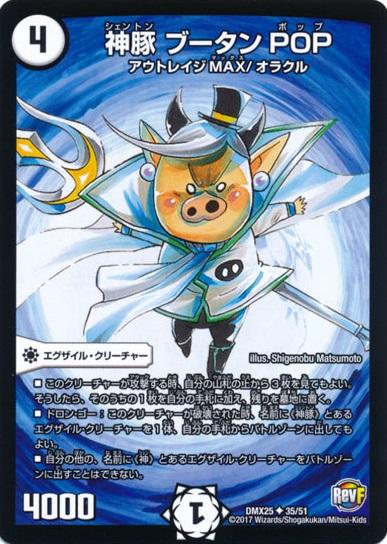 4
シェントン ポップ
神豚 ブータン POP
マックス
アウトレイジMAX/オラクル
エグザイル・クリーチャー
illus. Shigenobu Matsumoto
■ このクリーチャーが攻撃する時、自分の山札の上から3枚を見てもよい。
そうしたら、そのうちの1枚を自分の手札に加え、残りを墓地に置く。
■ ドロン・ゴー:このクリーチャーが破壊された時、名前に《神豚》とある
エグザイル・クリーチャーを1体、自分の手札からバトルゾーンに出しても
よい。
■ 自分の他の、名前に《神》とあるエグザイル・クリーチャーをバトルゾー
ンに出すことはできない。
4000
1
DMX25 ◆ 35/51
©2017 Wizards/Shogakukan/Mitsui-Kids
RevF